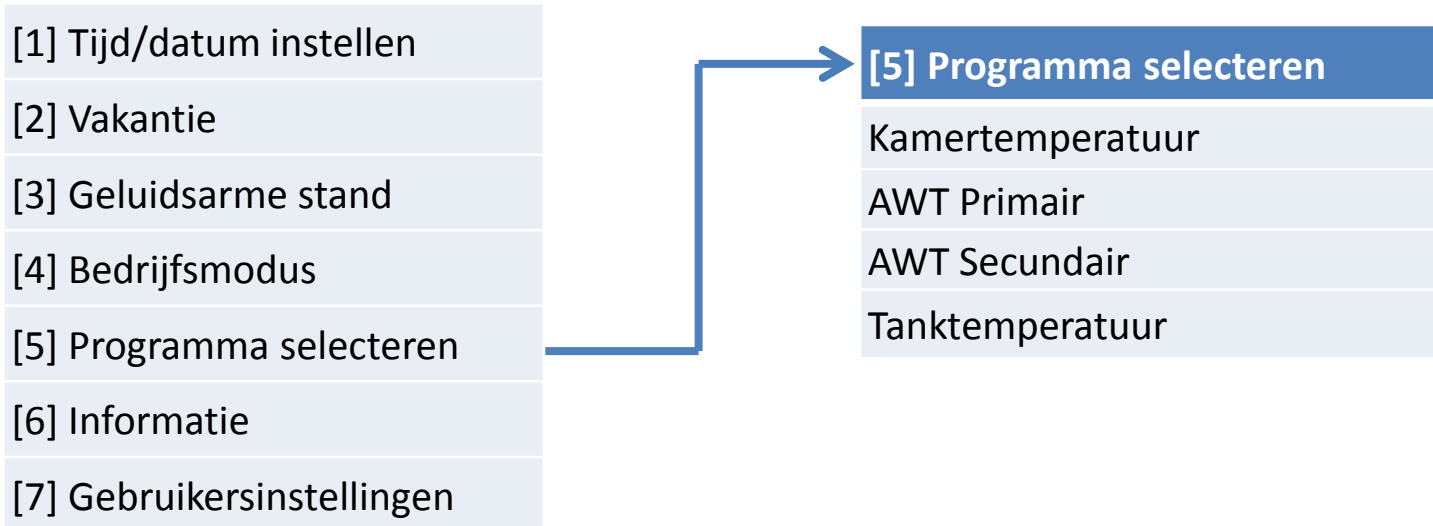 [1] Tijd/datum instellen
[2] Vakantie
[3] Geluidsarme stand
[4] Bedrijfsmodus
[5] Programma selecteren
[6] Informatie
[7] Gebruikersinstellingen
[5] Programma selecteren
Kamertemperatuur
AWT Primair
AWT Secundair
Tanktemperatuur